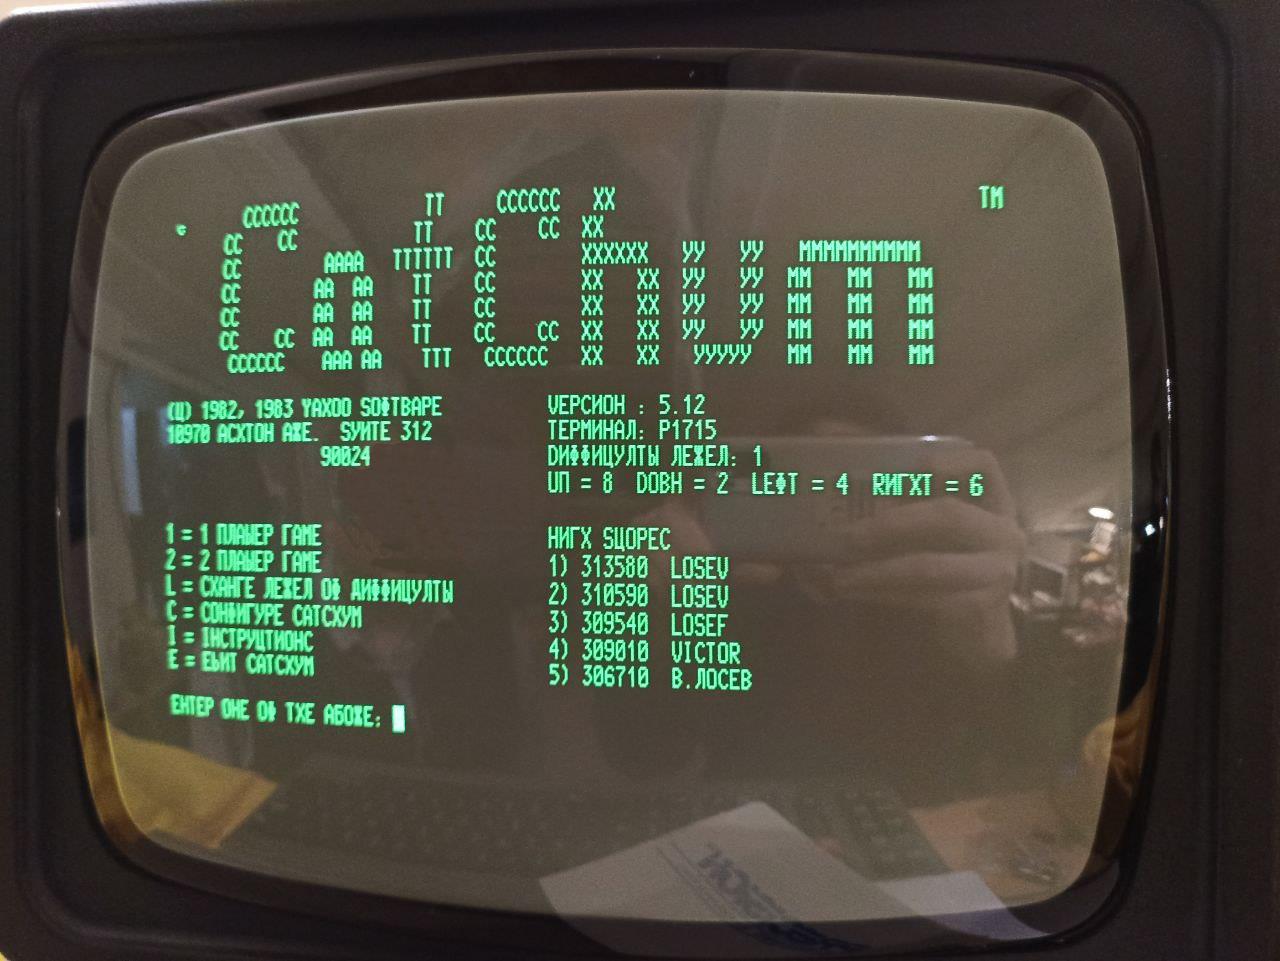 CatChum TM
(Ц) 1982, 1983 YAXOO SOФTBAPE
10970 АСХТОН АЖЕ. SУИТЕ 312
90024
VЕРСИОН : 5.12
ТЕРМИНАЛ: P1715
DИФФИЦУЛТЫ ЛЕЖЕЛ: 1
UП = 8 DОВН = 2 LЕФТ = 4 RИГХТ = 6
1 = 1 ПЛАЫЕР ГАМЕ
2 = 2 ПЛАЫЕР ГАМЕ
L = СХАНГЕ ЛЕЖЕЛ ОФ ДИФФИЦУЛТЫ
C = СОНФИГУРЕ САТСХУМ
I = IНСТРУЦТИОНС
E = ЕЬИТ САТСХУМ
НИГХ SЦОРЕС
1) 313580 LOSEV
2) 310590 LOSEV
3) 309540 LOSEF
4) 309010 VICTOR
5) 306710 В.ЛОСЕВ
ЕНТЕР ОНЕ ОФ ТХЕ АБОЖЕ: